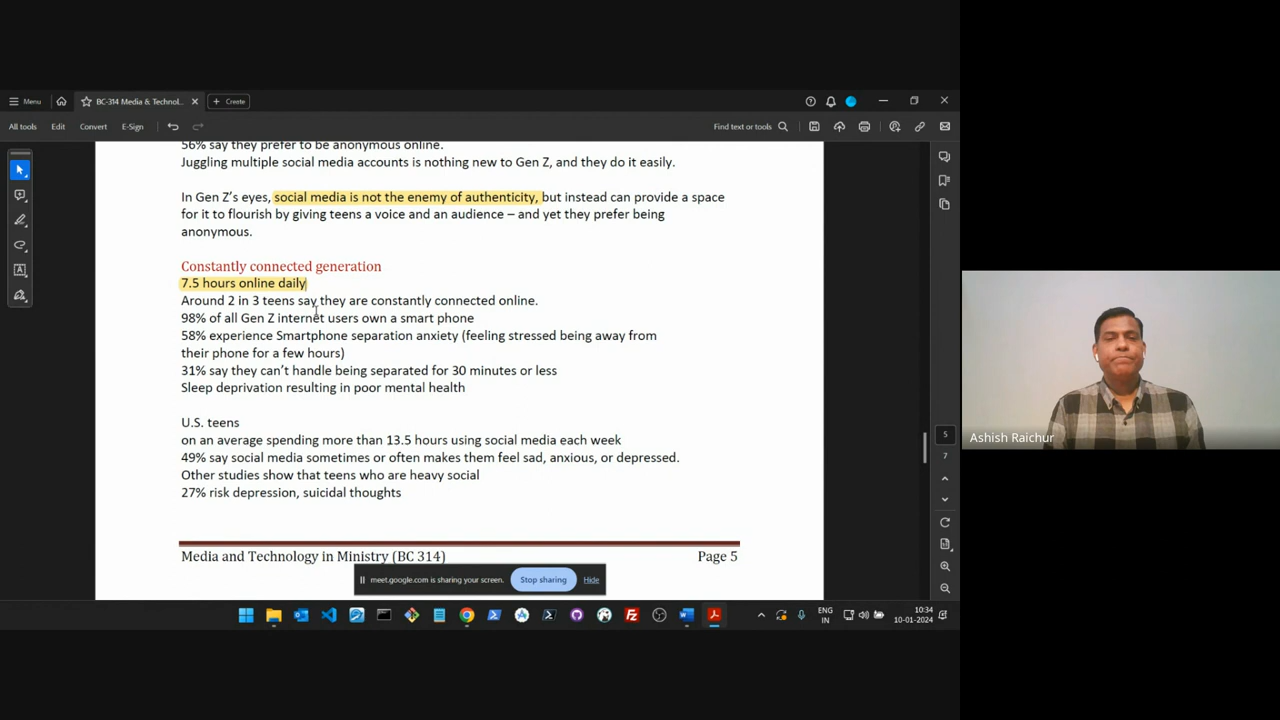 Menu
BC-314 Media & Technol...
Create
All tools
Edit
Convert
E-Sign
Find text or tools
56% say they prefer to be anonymous online.
Juggling multiple social media accounts is nothing new to Gen Z, and they do it easily.
In Gen Z's eyes, social media is not the enemy of authenticity, but instead can provide a space
for it to flourish by giving teens a voice and an audience – and yet they prefer being
anonymous.
Constantly connected generation
7.5 hours online daily
Around 2 in 3 teens say they are constantly connected online.
98% of all Gen Z internet users own a smart phone
58% experience Smartphone separation anxiety (feeling stressed being away from
their phone for a few hours)
31% say they can't handle being separated for 30 minutes or less
Sleep deprivation resulting in poor mental health
U.S. teens
on an average spending more than 13.5 hours using social media each week
49% say social media sometimes or often makes them feel sad, anxious, or depressed.
Other studies show that teens who are heavy social
27% risk depression, suicidal thoughts
Media and Technology in Ministry (BC 314)
Page 5
5
7
meet.google.com is sharing your screen.
Stop sharing
Hide
ENG
IN
10:34
10-01-2024
Ashish Raichur